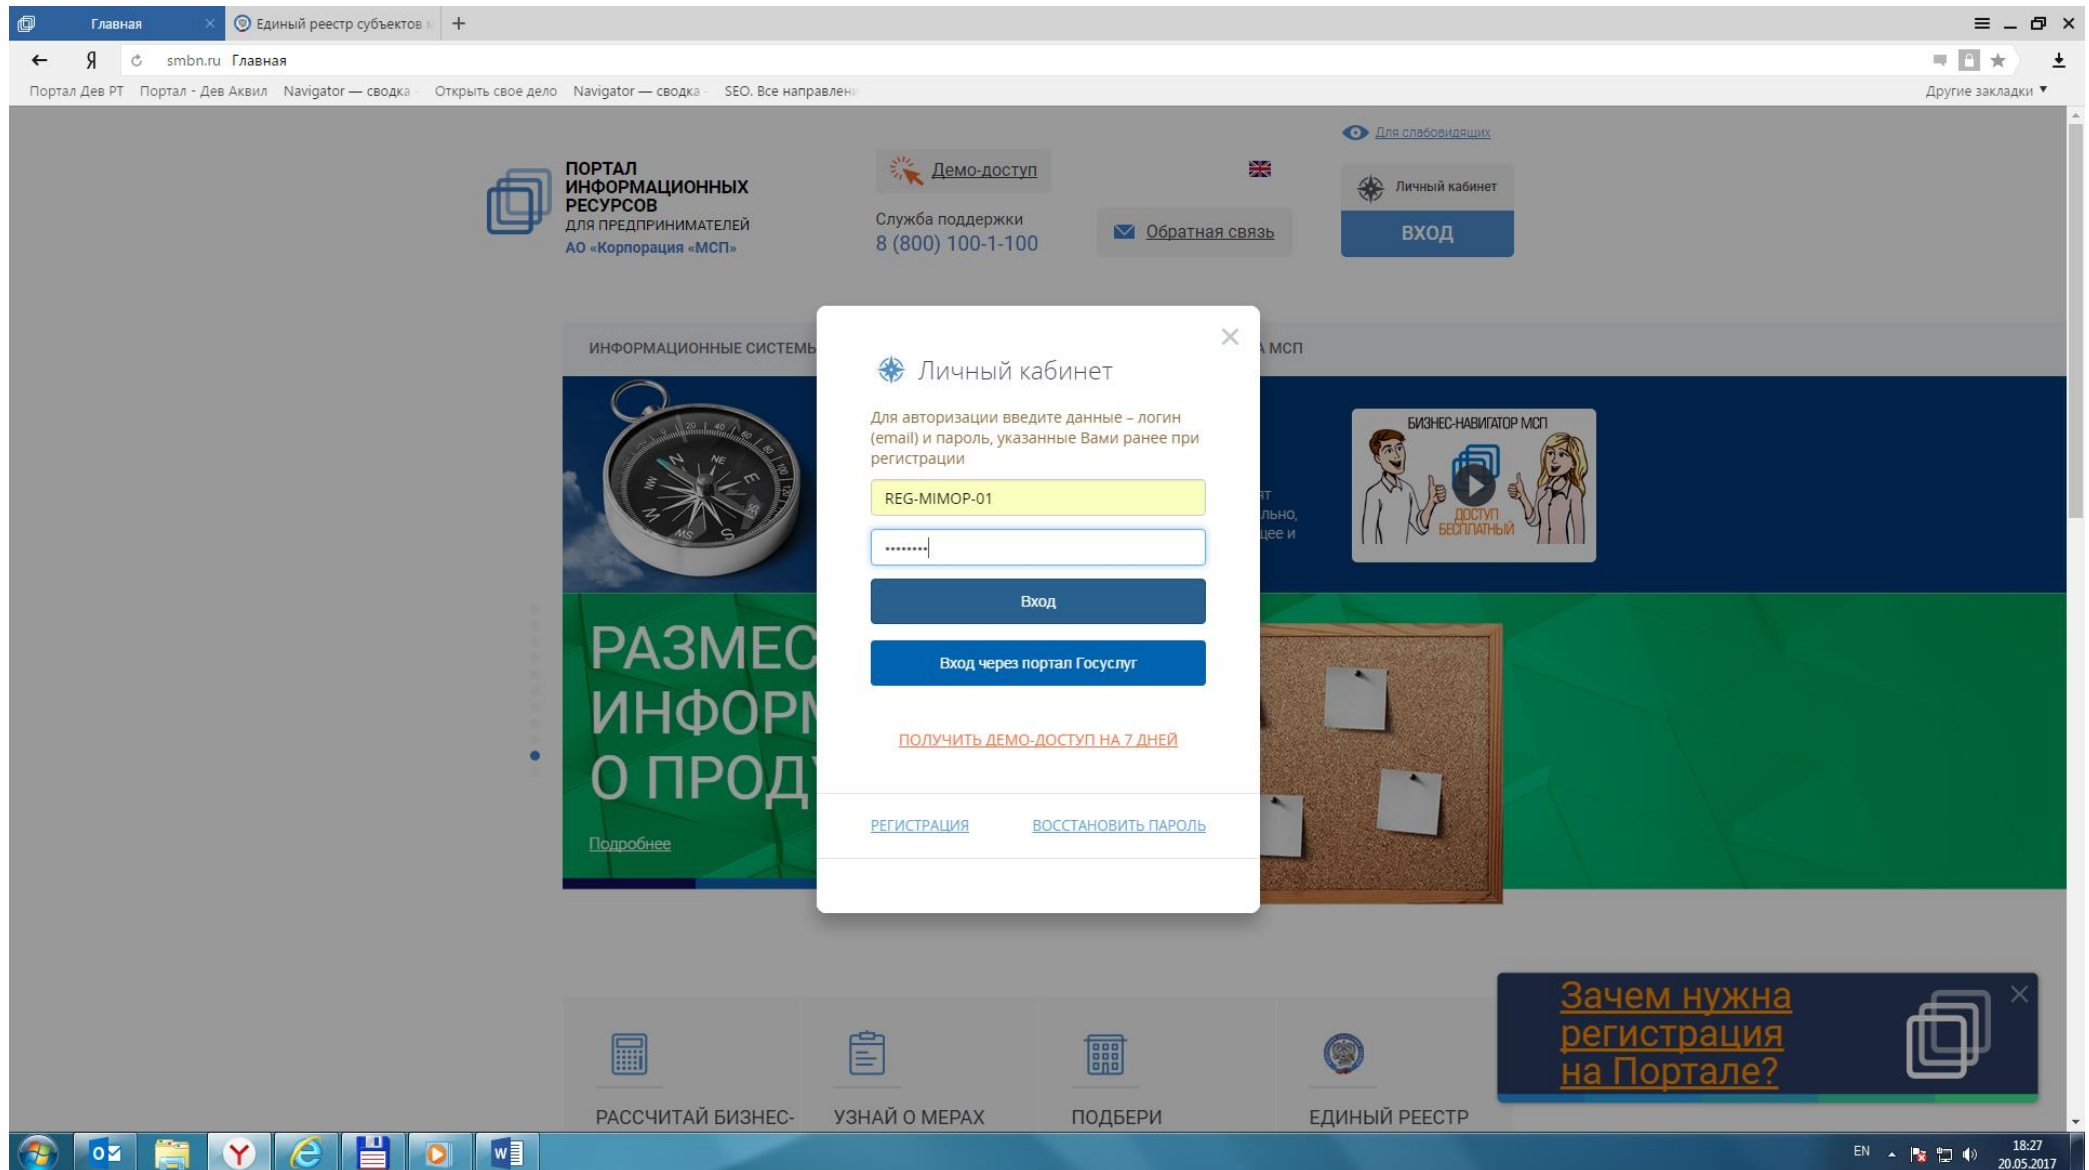 Главная
Единый реестр субъектов
smbn.ru Главная
Портал Дев РТ Портал - Дев Аквил Navigator — сводка - Открыть свое дело Navigator — сводка - SEO. Все направлени
Другие закладки
Для слабовидящих
ПОРТАЛ
ИНФОРМАЦИОННЫХ
РЕСУРСОВ
ДЛЯ ПРЕДПРИНИМАТЕЛЕЙ
АО «Корпорация «МСП»
Демо-доступ
Служба поддержки
8 (800) 100-1-100
Обратная связь
Личный кабинет
ВХОД
ИНФОРМАЦИОННЫЕ СИСТЕМЫ
А МСП
Личный кабинет
Для авторизации введите данные – логин
(email) и пароль, указанные Вами ранее при
регистрации
REG-MIMOP-01
••••••••
Вход
Вход через портал Госуслуг
ПОЛУЧИТЬ ДЕМО-ДОСТУП НА 7 ДНЕЙ
РЕГИСТРАЦИЯ
ВОССТАНОВИТЬ ПАРОЛЬ
БИЗНЕС-НАВИГАТОР МСП
ДОСТУП
БЕСПЛАТНЫЙ
РАЗМЕС
ИНФОРМ
О ПРОД
Подробнее
Зачем нужна
регистрация
на Портале?
РАССЧИТАЙ БИЗНЕС-
УЗНАЙ О МЕРАХ
ПОДБЕРИ
ЕДИНЫЙ РЕЕСТР
EN
18:27
20.05.2017